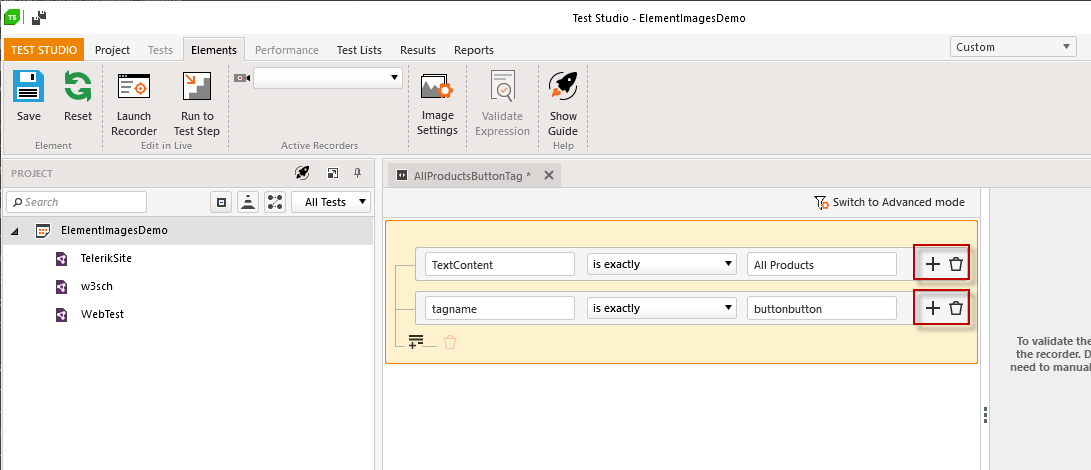 TS
Test Studio - ElementImagesDemo
TEST STUDIO Project Tests Elements Performance Test Lists Results Reports
Custom
Save Reset Launch Recorder Run to Test Step Image Settings Validate Expression Show Guide
Element Edit in Live Active Recorders Help
PROJECT
AllProductsButtonTag *
Search
All Tests
Switch to Advanced mode
ElementImagesDemo
TelerikSite
w3sch
WebTest
TextContent is exactly All Products
tagname is exactly buttonbutton
To validate the
the recorder. D
need to manual